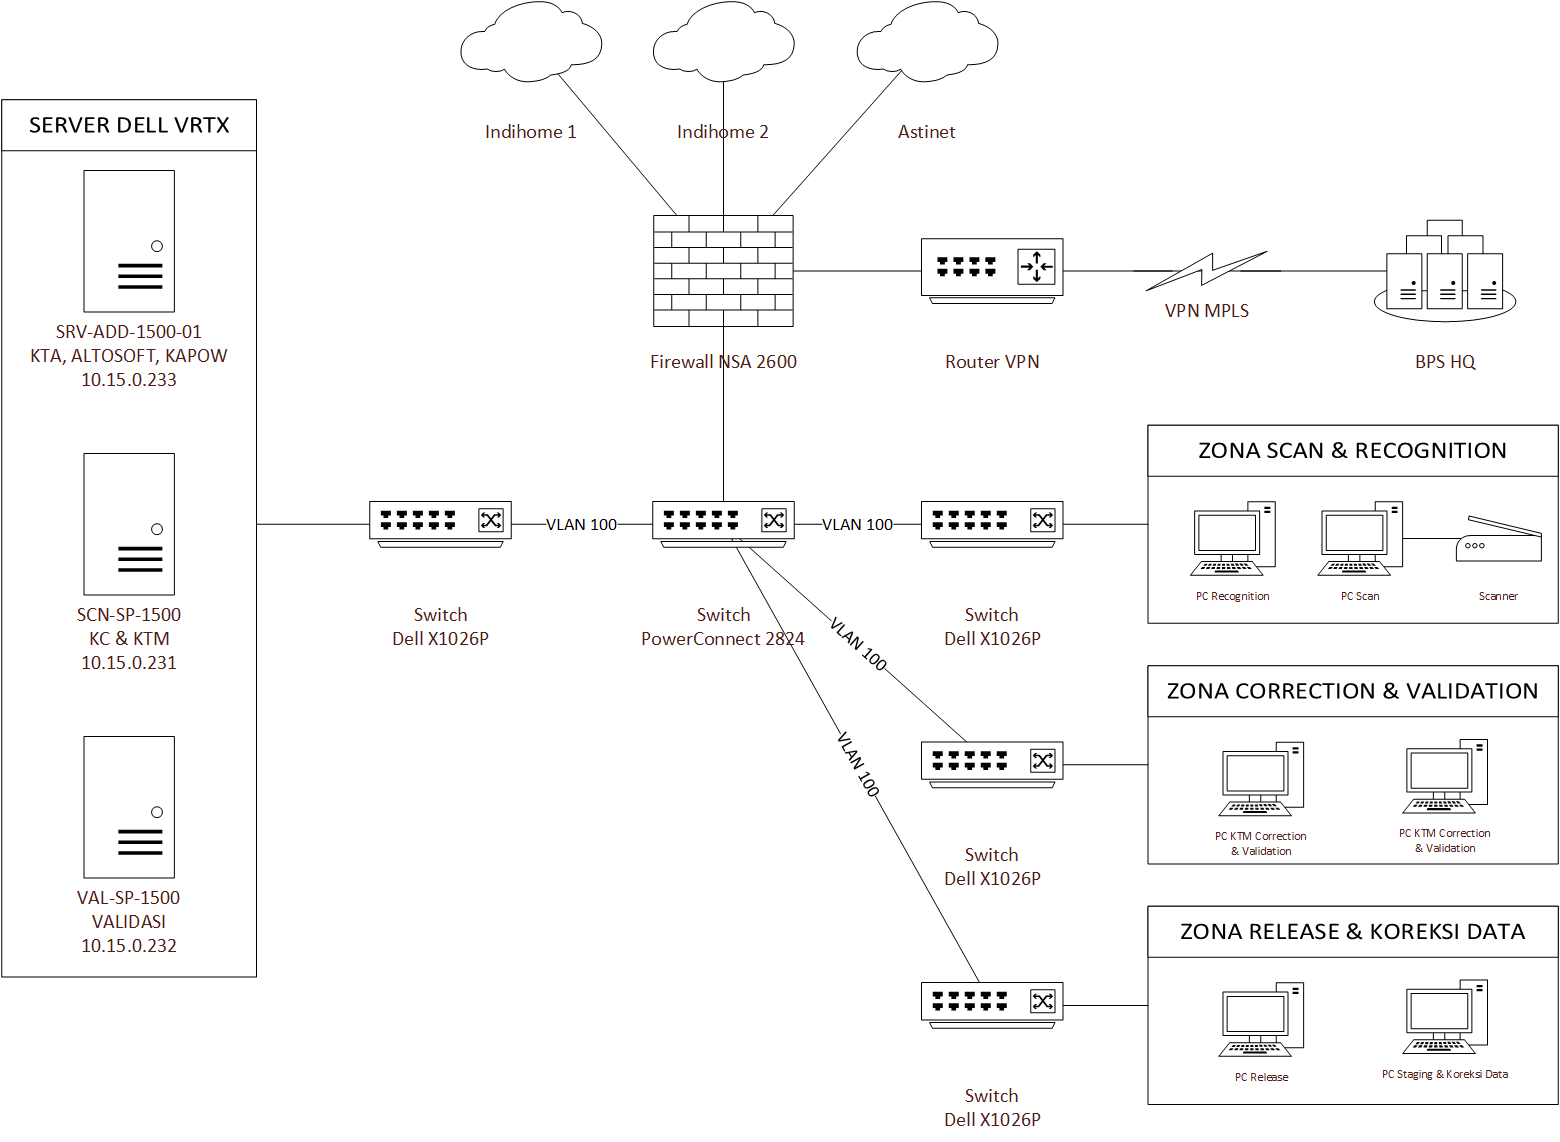 Indihome 1
Indihome 2
Astinet
SERVER DELL VRTX
SRV-ADD-1500-01
KTA, ALTOSOFT, KAPOW
10.15.0.233
SCN-SP-1500
KC & KTM
10.15.0.231
VAL-SP-1500
VALIDASI
10.15.0.232
Firewall NSA 2600
Router VPN
VPN MPLS
BPS HQ
Switch
Dell X1026P
VLAN 100
Switch
PowerConnect 2824
VLAN 100
Switch
Dell X1026P
ZONA SCAN & RECOGNITION
PC Recognition
PC Scan
Scanner
VLAN 100
Switch
Dell X1026P
ZONA CORRECTION & VALIDATION
PC KTM Correction
& Validation
PC KTM Correction
& Validation
VLAN 100
Switch
Dell X1026P
ZONA RELEASE & KOREKSI DATA
PC Release
PC Staging & Koreksi Data